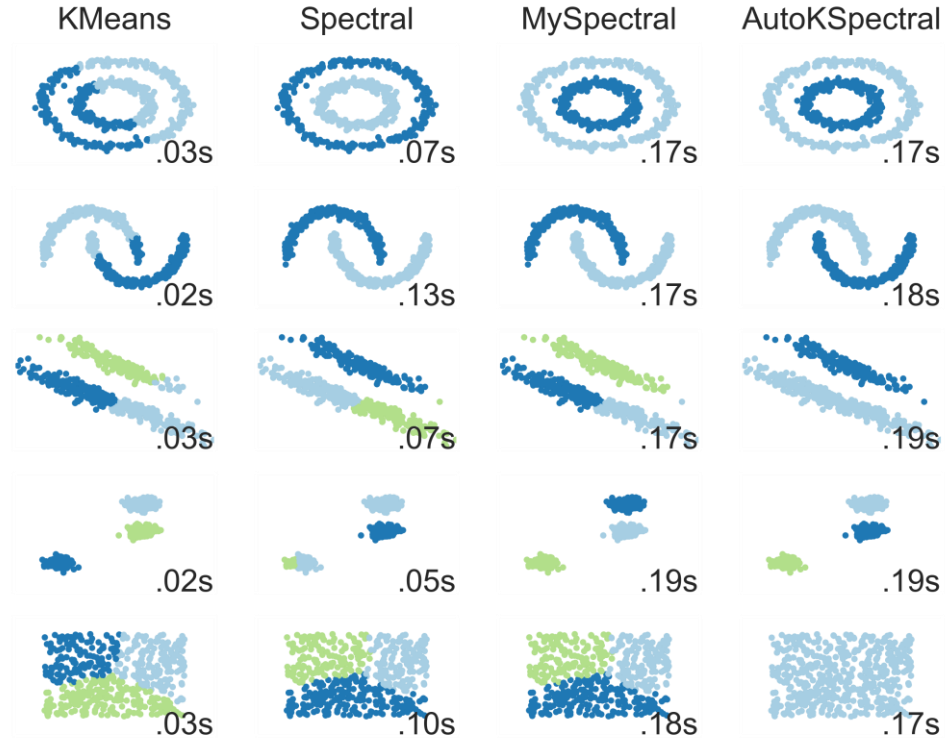 KMeans Spectral MySpectral AutoKSpectral
.03s .07s .17s .17s
.02s .13s .17s .18s
.03s .07s .17s .19s
.02s .05s .19s .19s
.03s .10s .18s .17s